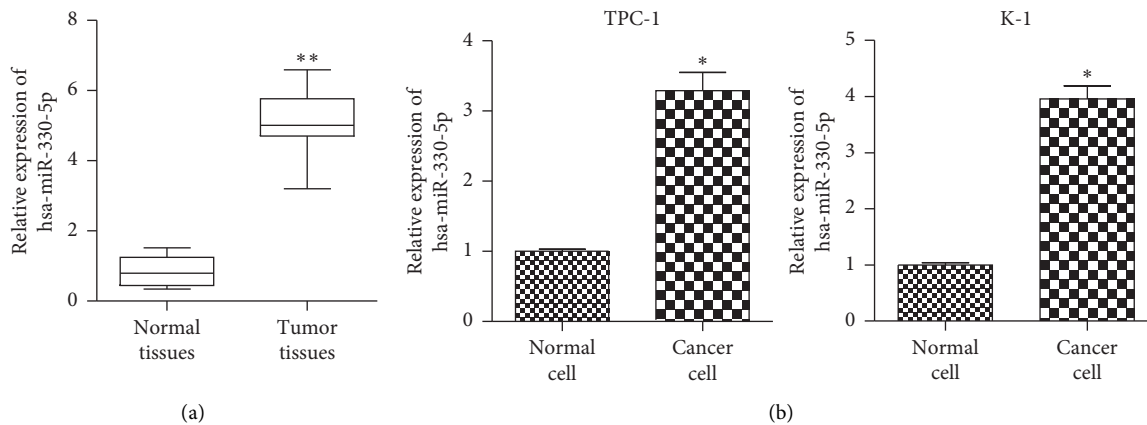 Relative expression of
hsa-miR-330-5p
8
6
4
2
0
**
Normal
tissues
Tumor
tissues
(a)
TPC-1
Relative expression of
hsa-miR-330-5p
4
3
2
1
0
*
Normal
cell
Cancer
cell
K-1
Relative expression of
hsa-miR-330-5p
5
4
3
2
1
0
*
Normal
cell
Cancer
cell
(b)